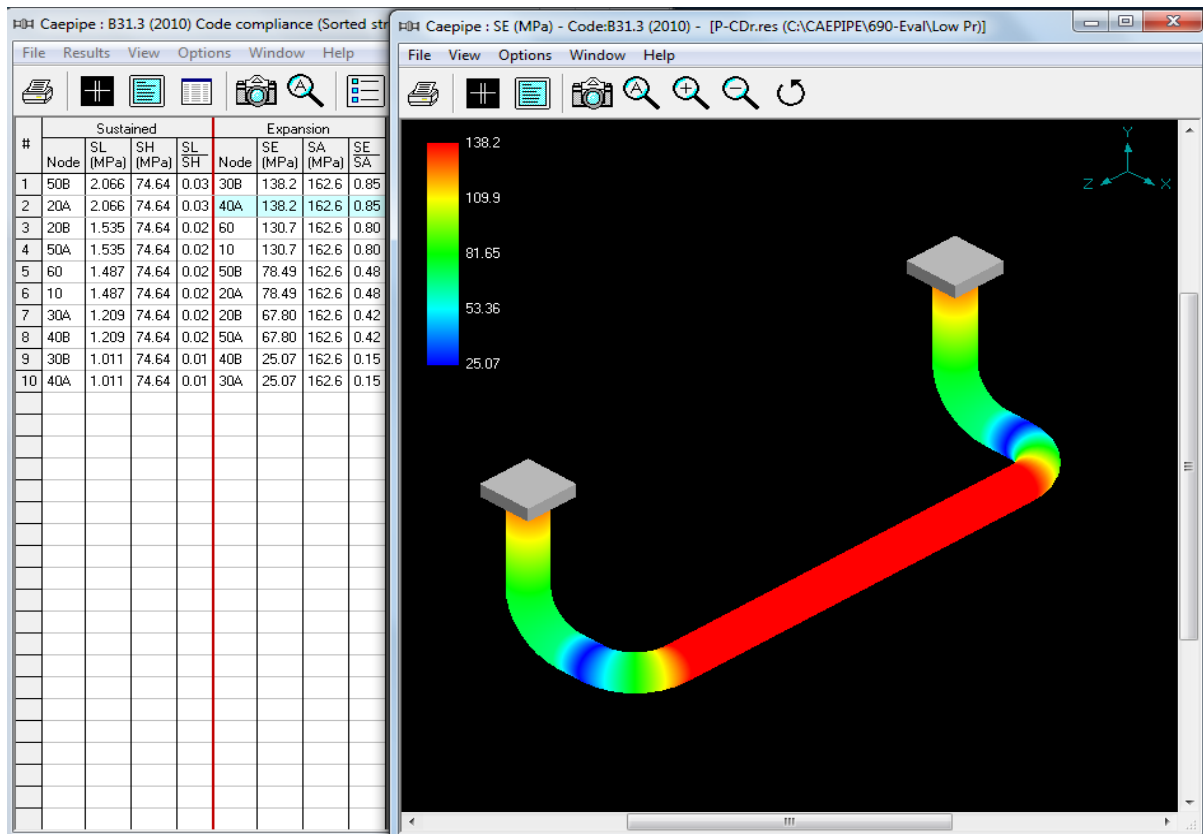 Caepipe : B31.3 (2010) Code compliance (Sorted str
File Results View Options Window Help
# Sustained Expansion
Node SL (MPa) SH (MPa) SL/SH Node SE (MPa) SA (MPa) SE/SA
1 50B 2.066 74.64 0.03 30B 138.2 162.6 0.85
2 20A 2.066 74.64 0.03 40A 138.2 162.6 0.85
3 20B 1.535 74.64 0.02 60 130.7 162.6 0.80
4 50A 1.535 74.64 0.02 10 130.7 162.6 0.80
5 60 1.487 74.64 0.02 50B 78.49 162.6 0.48
6 10 1.487 74.64 0.02 20A 78.49 162.6 0.48
7 30A 1.209 74.64 0.02 20B 67.80 162.6 0.42
8 40B 1.209 74.64 0.02 50A 67.80 162.6 0.42
9 30B 1.011 74.64 0.01 40B 25.07 162.6 0.15
10 40A 1.011 74.64 0.01 30A 25.07 162.6 0.15
Caepipe : SE (MPa) - Code:B31.3 (2010) - [P-CDr.res (C:\CAEPIPE\690-Eval\Low Pr)]
File View Options Window Help
138.2
109.9
81.65
53.36
25.07
Y
Z X